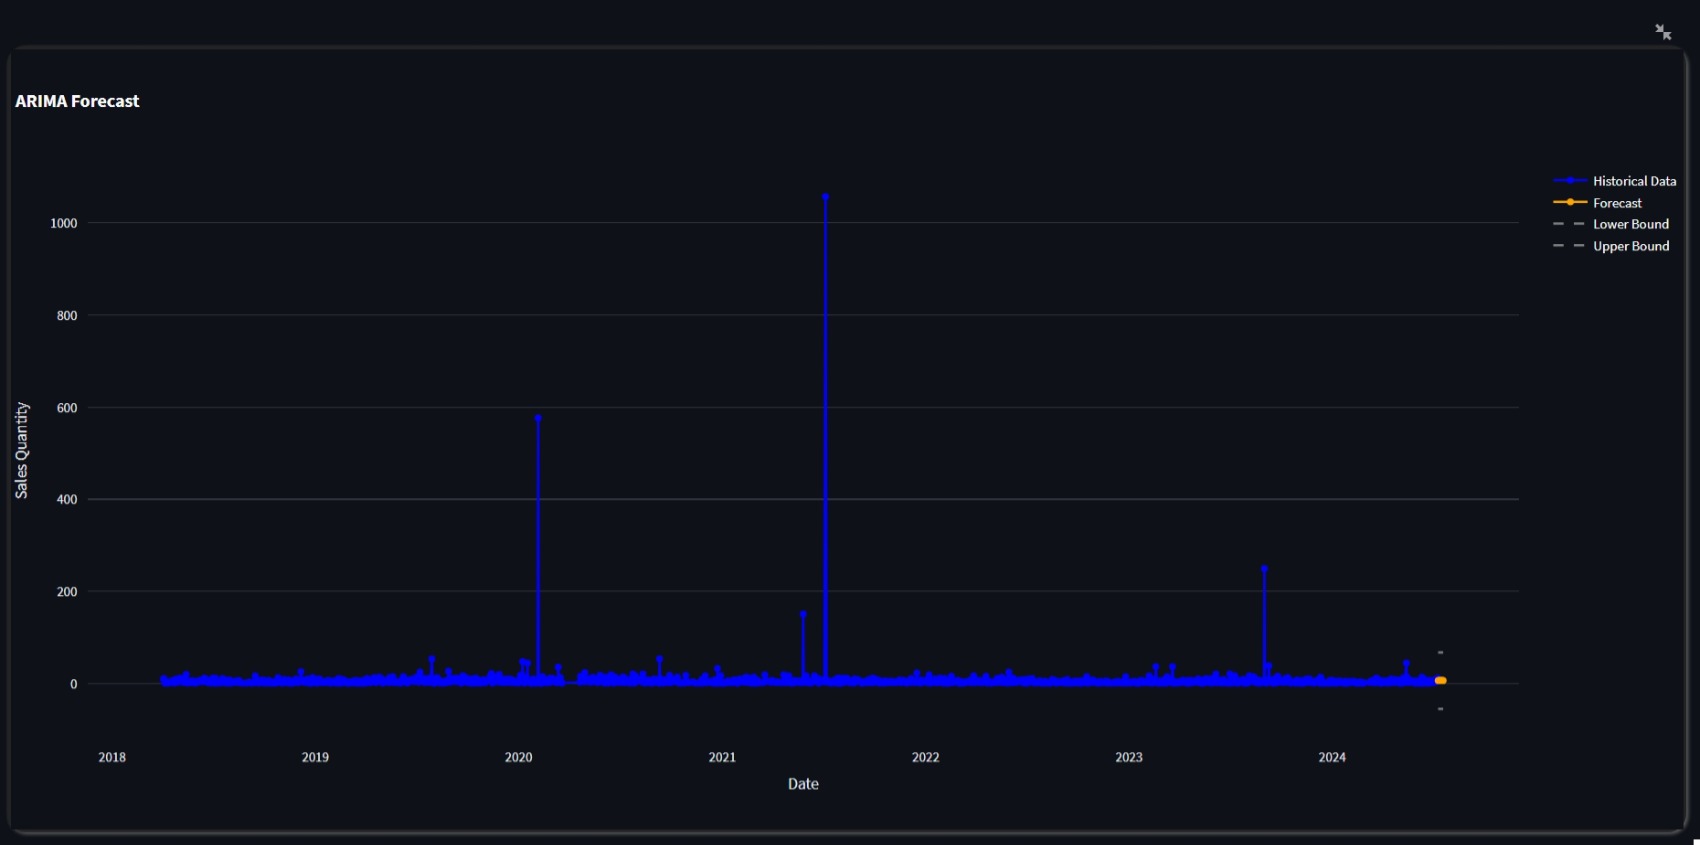 ARIMA Forecast
Historical Data
Forecast
Lower Bound
Upper Bound
1000
800
600
400
200
0
Sales Quantity
2018 2019 2020 2021 2022 2023 2024
Date